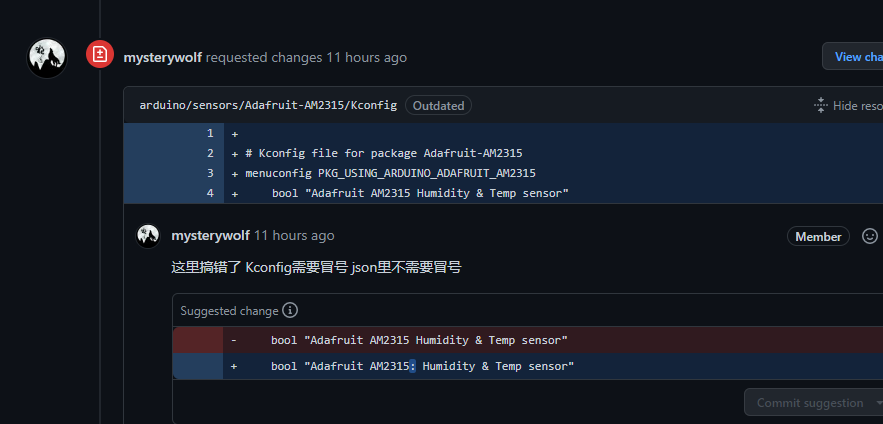 mysterywolf requested changes 11 hours ago
View cha
arduino/sensors/Adafruit-AM2315/Kconfig Outdated
Hide reso
1 +
2 + # Kconfig file for package Adafruit-AM2315
3 + menuconfig PKG_USING_ARDUINO_ADAFRUIT_AM2315
4 + bool "Adafruit AM2315 Humidity & Temp sensor"
mysterywolf 11 hours ago
Member
这里搞错了 Kconfig需要冒号 json里不需要冒号
Suggested change
- bool "Adafruit AM2315 Humidity & Temp sensor"
+ bool "Adafruit AM2315: Humidity & Temp sensor"
Commit suggestion